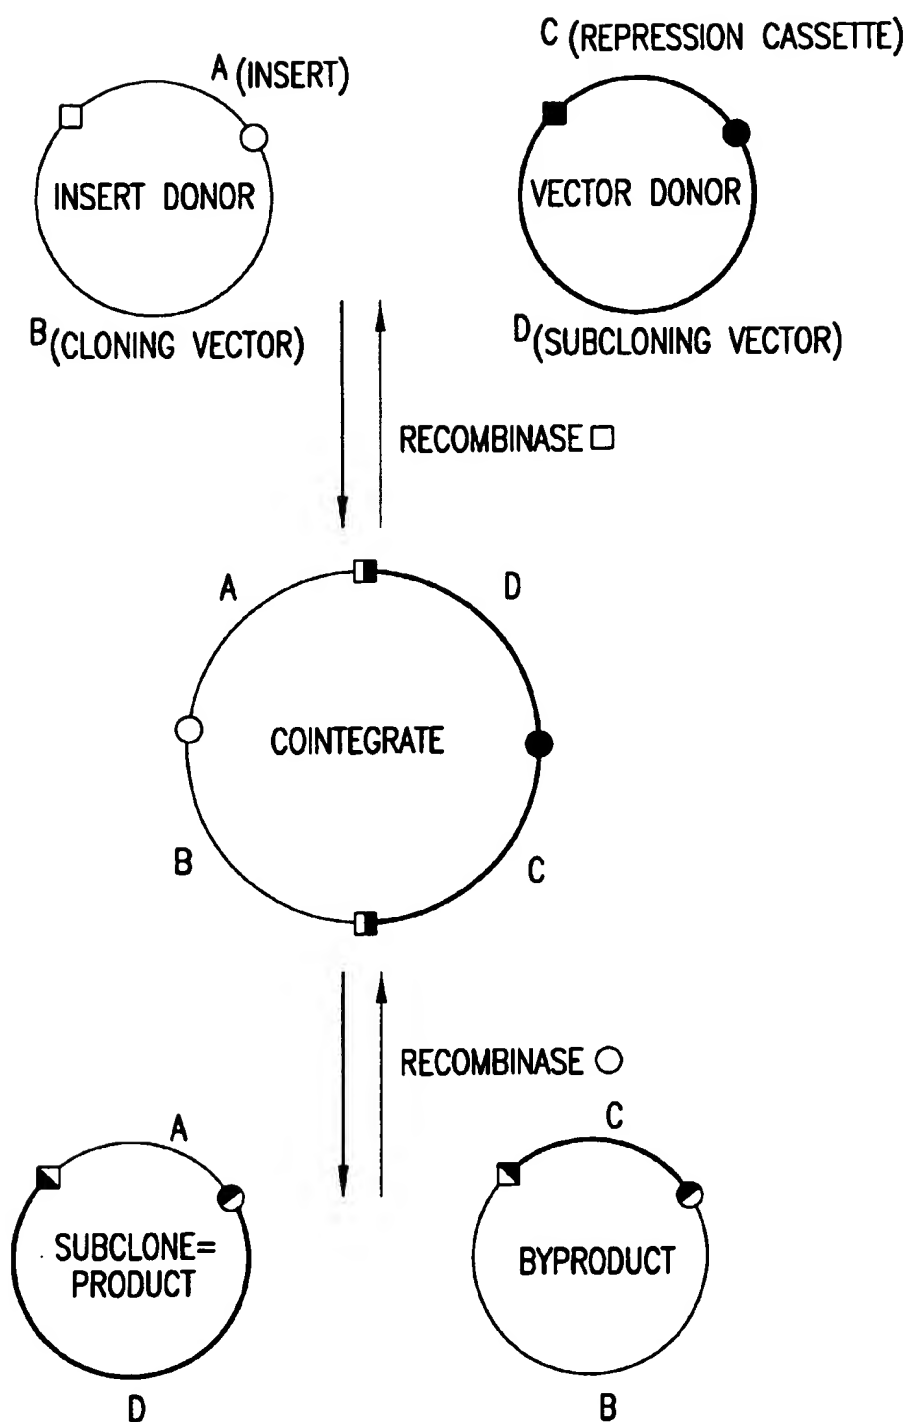 A (INSERT)
C (REPRESSION CASSETTE)
INSERT DONOR
VECTOR DONOR
B (CLONING VECTOR)
D (SUBCLONING VECTOR)
RECOMBINASE □
A
D
COINTEGRATE
B
C
RECOMBINASE ○
A
C
SUBCLONE=
PRODUCT
BYPRODUCT
D
B